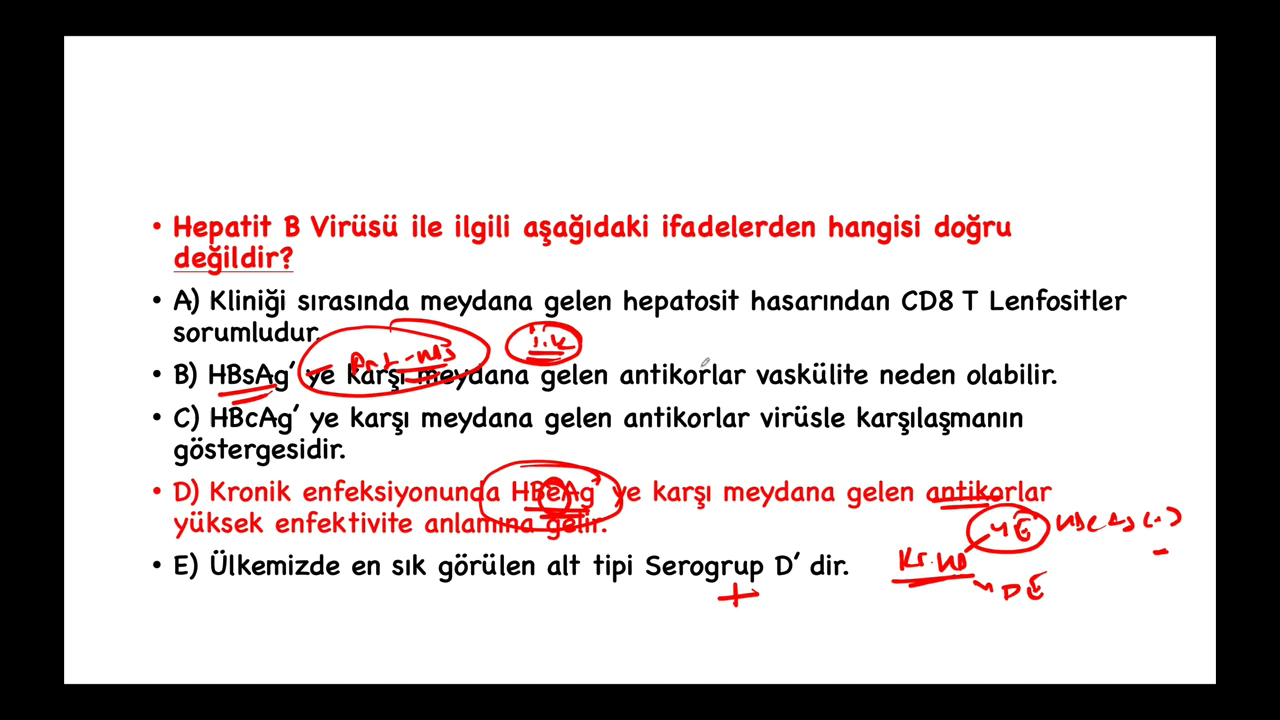 • Hepatit B Virüsü ile ilgili aşağıdaki ifadelerden hangisi doğru
değildir?
• A) Kliniği sırasında meydana gelen hepatosit hasarından CD8 T Lenfositler
sorumludur.
• B) HBsAg’ ye karşı meydana gelen antikorlar vaskülite neden olabilir.
• C) HBcAg’ ye karşı meydana gelen antikorlar virüsle karşılaşmanın
göstergesidir.
• D) Kronik enfeksiyonunda HBeAg’ ye karşı meydana gelen antikorlar
yüksek enfektivite anlamına gelir.
• E) Ülkemizde en sık görülen alt tipi Serogrup D’ dir.